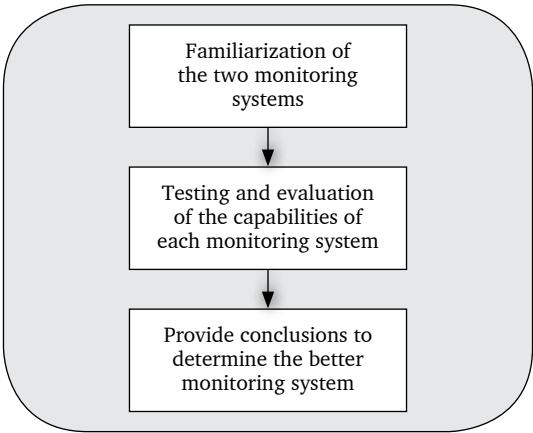 Familiarization of
the two monitoring
systems
Testing and evaluation
of the capabilities of
each monitoring system
Provide conclusions to
determine the better
monitoring system